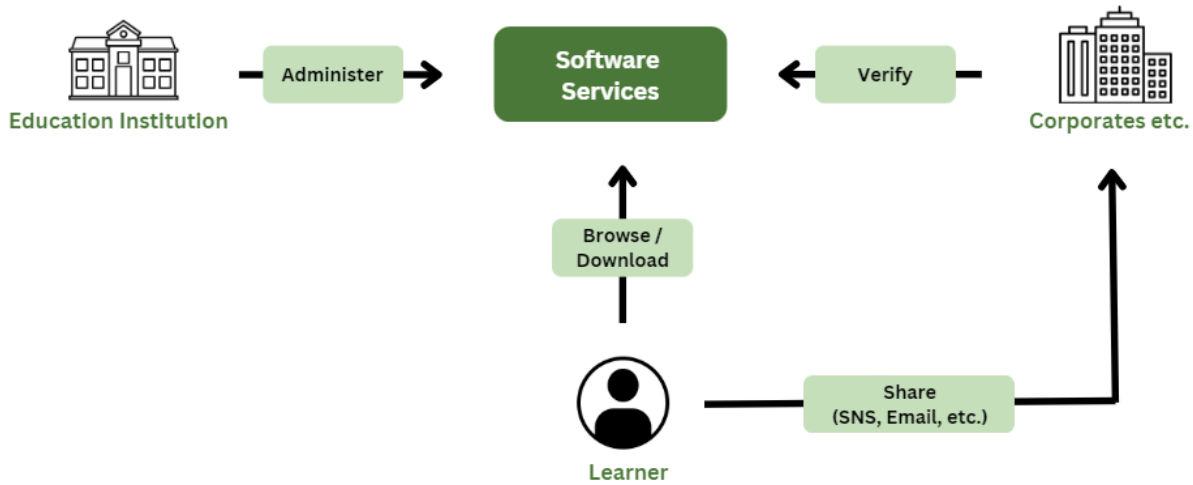 Administer
Software
Services
Verify
Education Institution
Corporates etc.
Browse /
Download
Share
(SNS, Email, etc.)
Learner